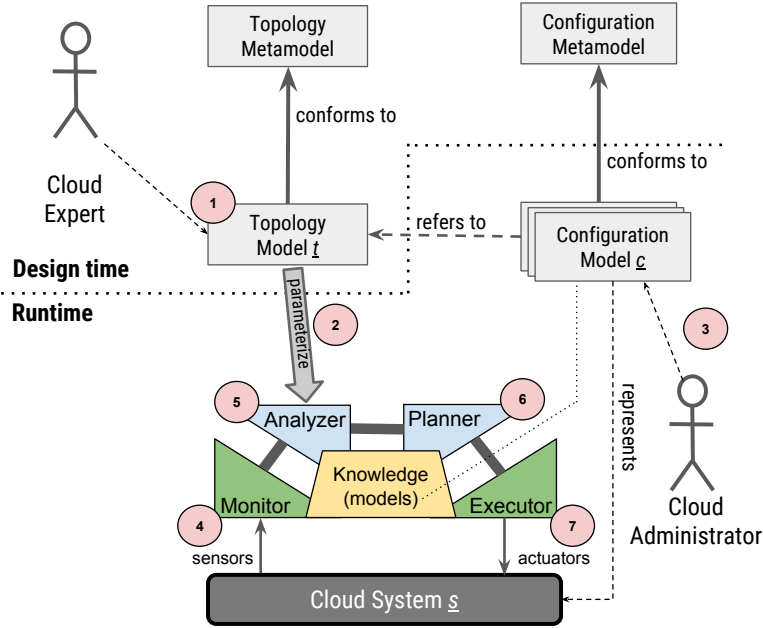 Topology
Metamodel
Configuration
Metamodel
conforms to
conforms to
Cloud
Expert
1
Topology
Model t
refers to
Configuration
Model c
Design time
Runtime
parameterize
2
3
represents
5
Analyzer
Planner
6
Knowledge
(models)
Monitor
Executor
4
7
sensors
actuators
Cloud
Administrator
Cloud System s